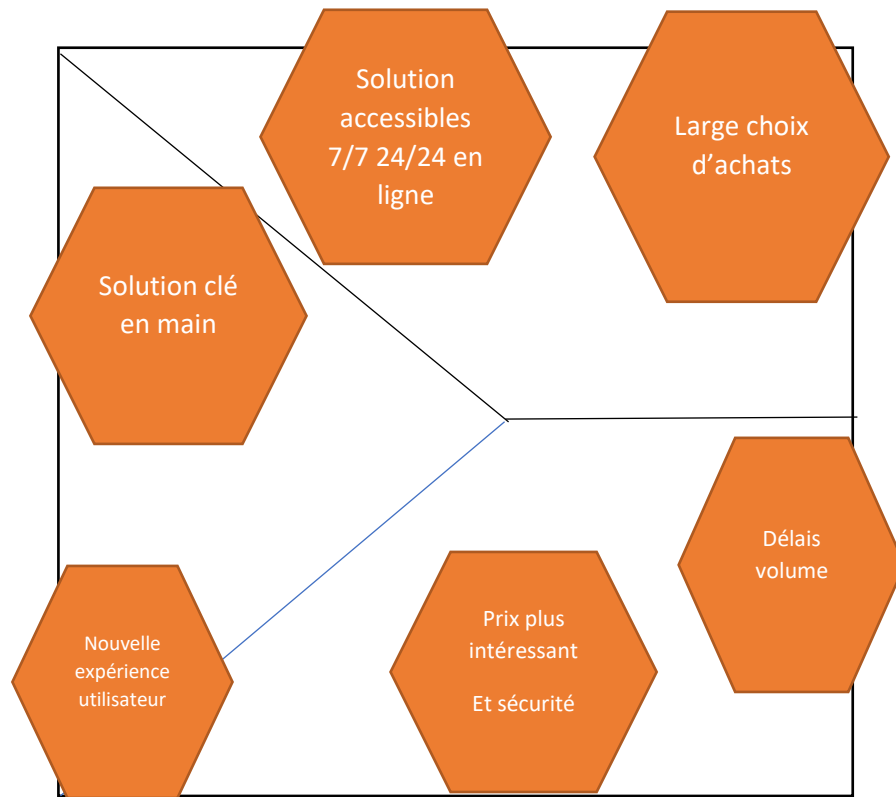 Solution
accessibles
7/7 24/24 en
ligne
Large choix
d’achats
Solution clé
en main
Délais
volume
Prix plus
intéressant
Et sécurité
Nouvelle
expérience
utilisateur